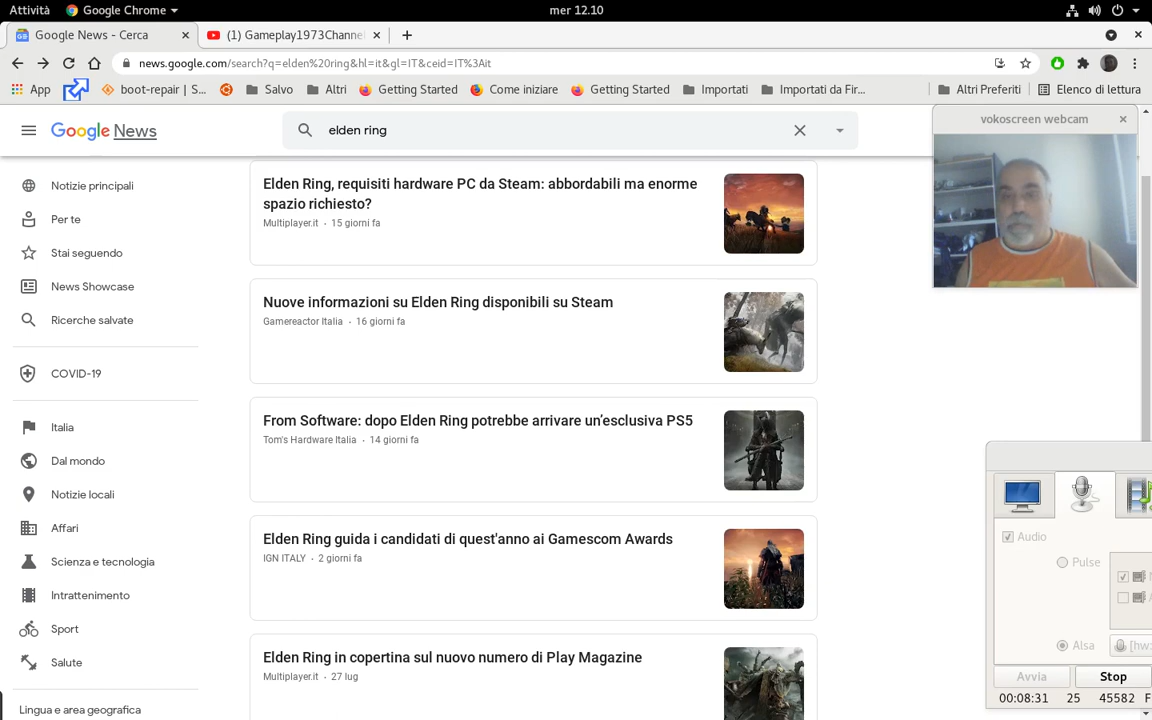 Attività Google Chrome mer 12.10
Google News - Cerca (1) Gameplay1973Channel
news.google.com/search?q=elden%20ring&hl=it&gl=IT&ceid=IT%3Ait
App boot-repair | S... Salvo Altri Getting Started Come iniziare Getting Started Importati Importati da Fir... Altri Preferiti Elenco di lettura
Google News
elden ring
vokoscreen webcam
Notizie principali
Per te
Stai seguendo
News Showcase
Ricerche salvate
COVID-19
Italia
Dal mondo
Notizie locali
Affari
Scienza e tecnologia
Intrattenimento
Sport
Salute
Lingua e area geografica
Elden Ring, requisiti hardware PC da Steam: abbordabili ma enorme
spazio richiesto?
Multiplayer.it · 15 giorni fa
Nuove informazioni su Elden Ring disponibili su Steam
Gamereactor Italia · 16 giorni fa
From Software: dopo Elden Ring potrebbe arrivare un'esclusiva PS5
Tom's Hardware Italia · 14 giorni fa
Elden Ring guida i candidati di quest'anno ai Gamescom Awards
IGN ITALY · 2 giorni fa
Elden Ring in copertina sul nuovo numero di Play Magazine
Multiplayer.it · 27 lug
Audio
Pulse
Alsa [hw:
Avvia Stop
00:08:31 25 45582 F